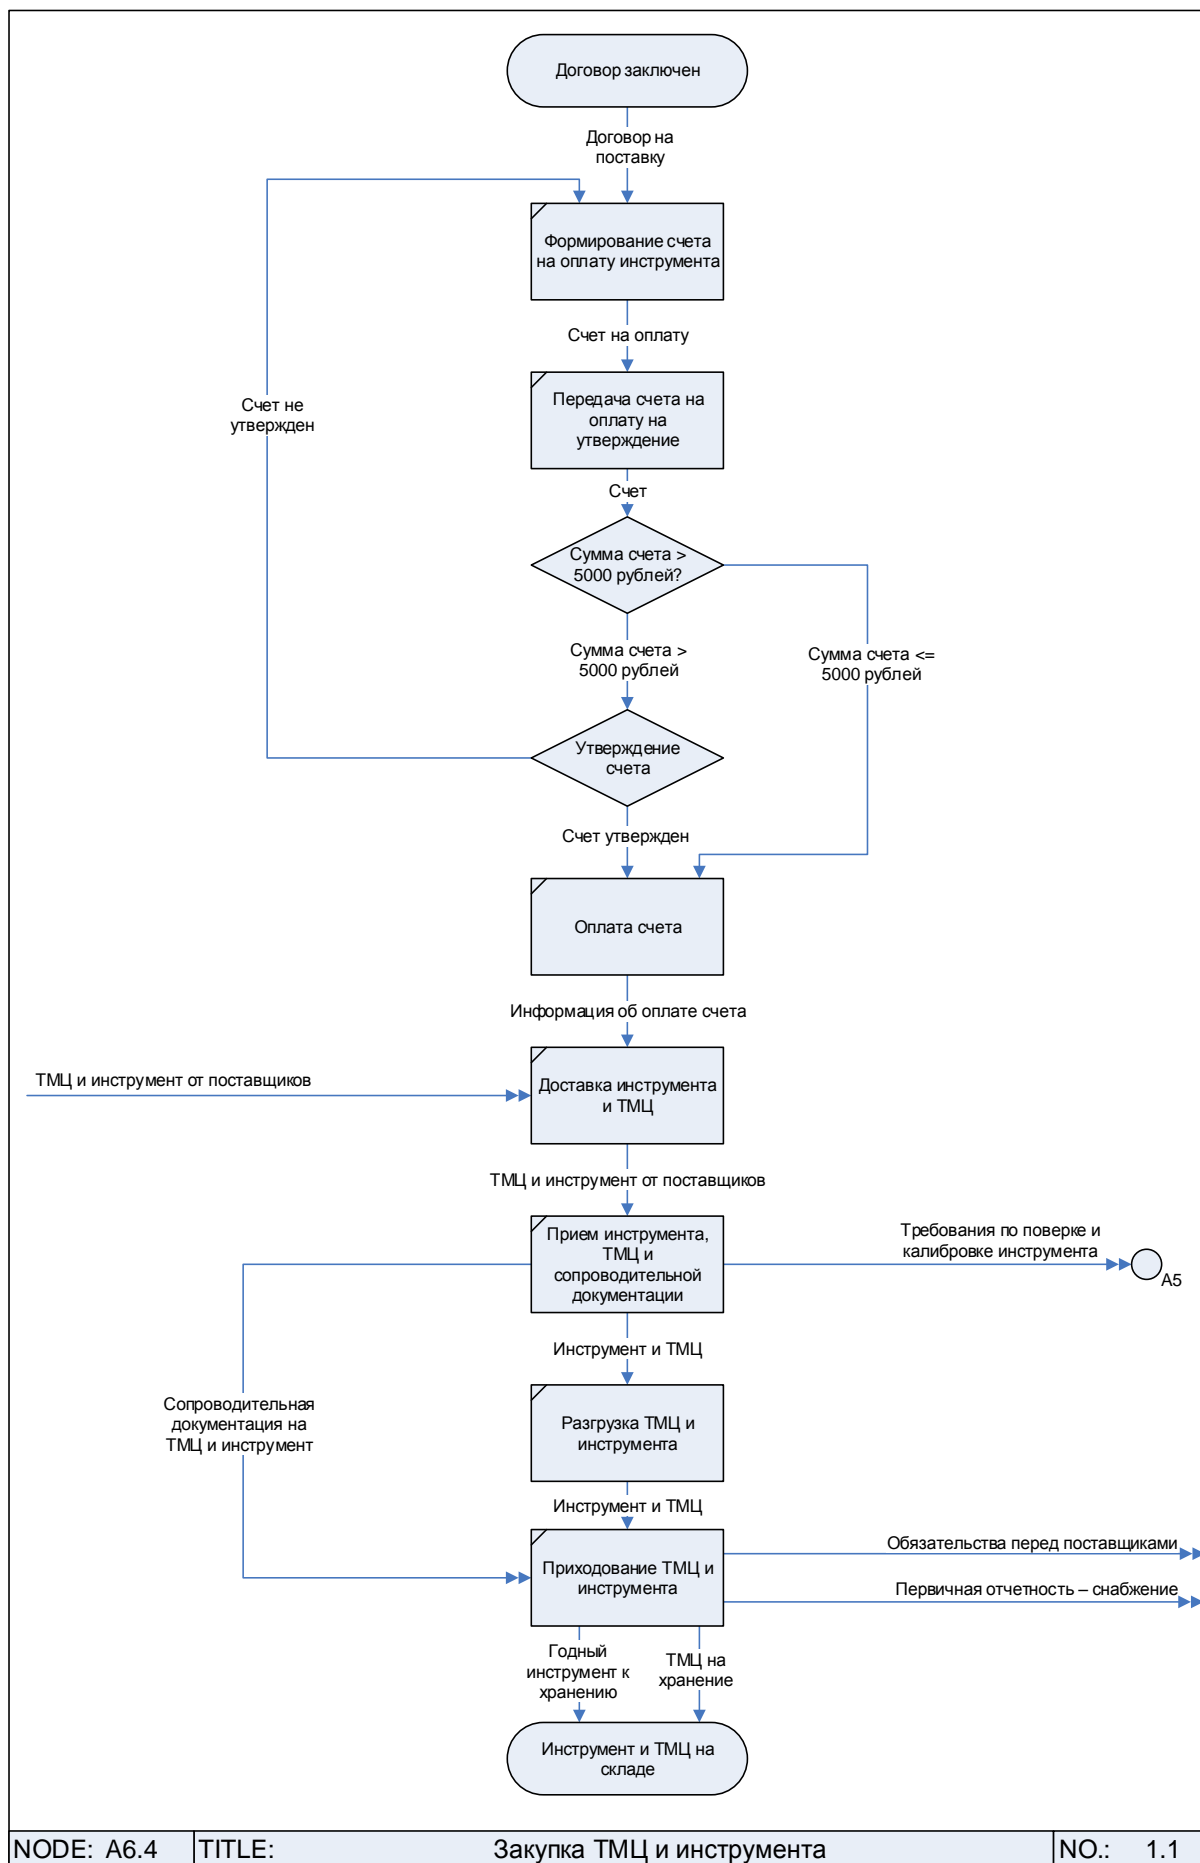 Договор заключен
Договор на
поставку
Формирование счета
на оплату инструмента
Счет на оплату
Передача счета на
оплату на
утверждение
Счет не
утвержден
Счет
Сумма счета >
5000 рублей?
Сумма счета >
5000 рублей
Сумма счета <=
5000 рублей
Утверждение
счета
Счет утвержден
Оплата счета
Информация об оплате счета
ТМЦ и инструмент от поставщиков
Доставка инструмента
и ТМЦ
ТМЦ и инструмент от поставщиков
Прием инструмента,
ТМЦ и
сопроводительной
документации
Требования по поверке и
калибровке инструмента
A5
Инструмент и ТМЦ
Сопроводительная
документация на
ТМЦ и инструмент
Разгрузка ТМЦ и
инструмента
Инструмент и ТМЦ
Приходование ТМЦ и
инструмента
Обязательства перед поставщиками
Первичная отчетность – снабжение
Годный
инструмент к
хранению
ТМЦ на
хранение
Инструмент и ТМЦ на
складе
NODE: A6.4 TITLE: Закупка ТМЦ и инструмента NO.: 1.1